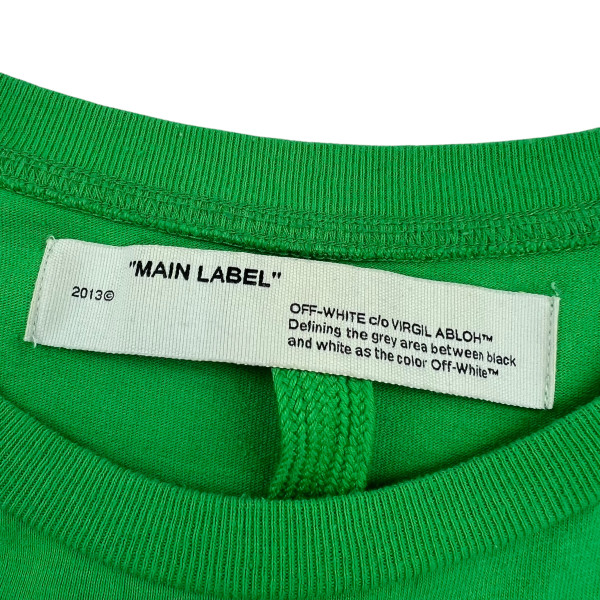 "MAIN LABEL"
2013©
OFF-WHITE c/o VIRGIL ABLOH™
Defining the grey area between black
and white as the color Off-White™